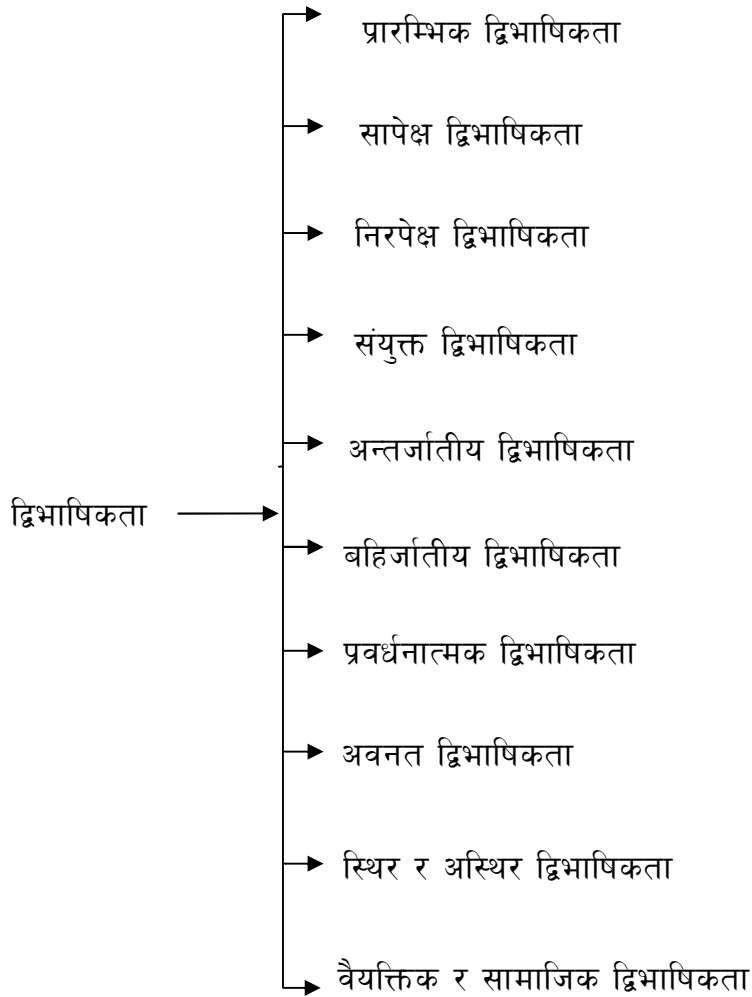 प्रारम्भिक द्विभाषिकता
सापेक्ष द्विभाषिकता
निरपेक्ष द्विभाषिकता
संयुक्त द्विभाषिकता
अन्तर्जातीय द्विभाषिकता
द्विभाषिकता
बहिर्जातीय द्विभाषिकता
प्रवर्धनात्मक द्विभाषिकता
अवनत द्विभाषिकता
स्थिर र अस्थिर द्विभाषिकता
वैयक्तिक र सामाजिक द्विभाषिकता